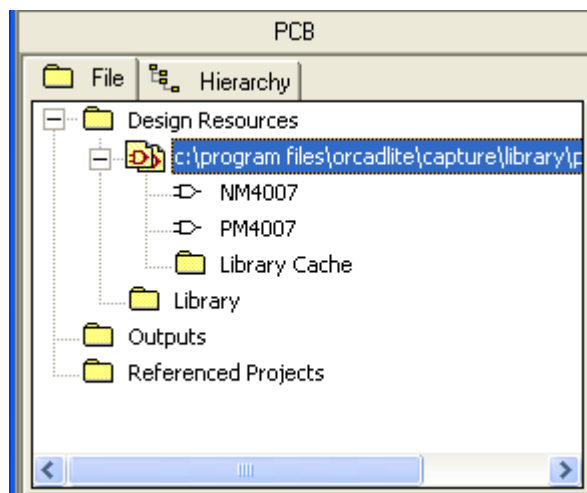 PCB
File Hierarchy
Design Resources
c:\program files\orcadlite\capture\library\p
NM4007
PM4007
Library Cache
Library
Outputs
Referenced Projects